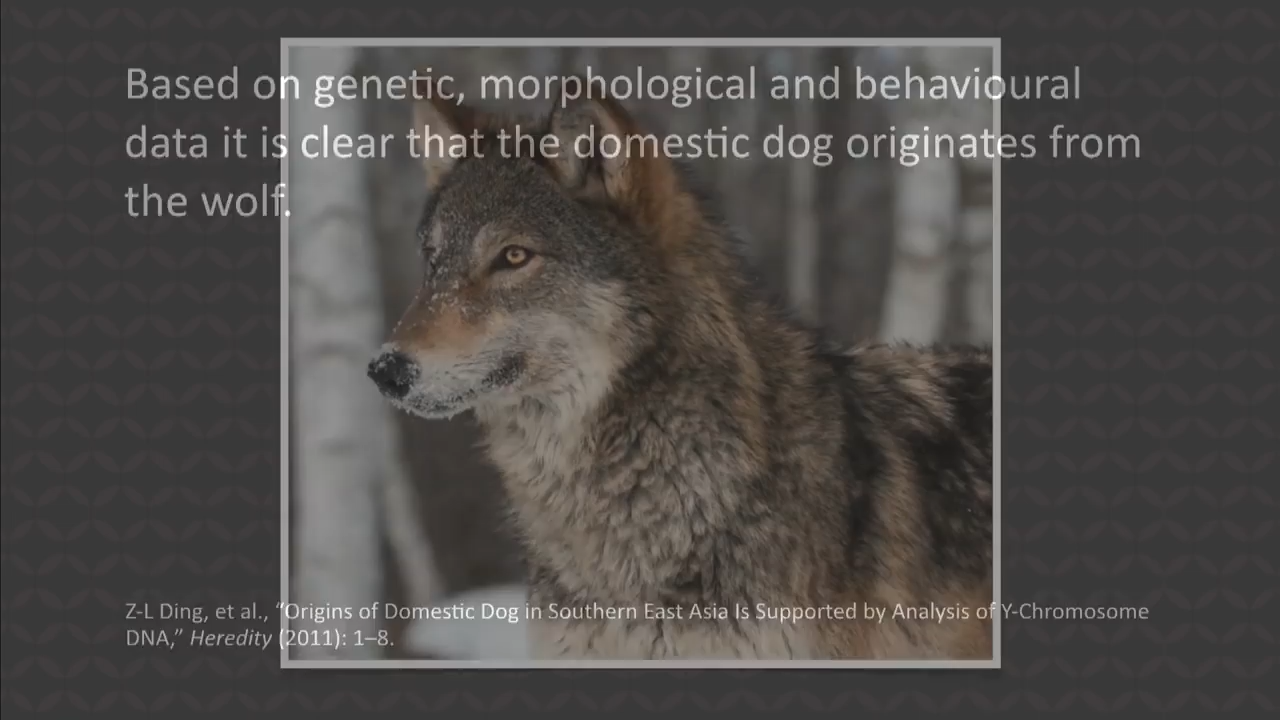 Based on genetic, morphological and behavioural
data it is clear that the domestic dog originates from
the wolf.
Z-L Ding, et al., “Origins of Domestic Dog in Southern East Asia Is Supported by Analysis of Y-Chromosome
DNA,” Heredity (2011): 1–8.